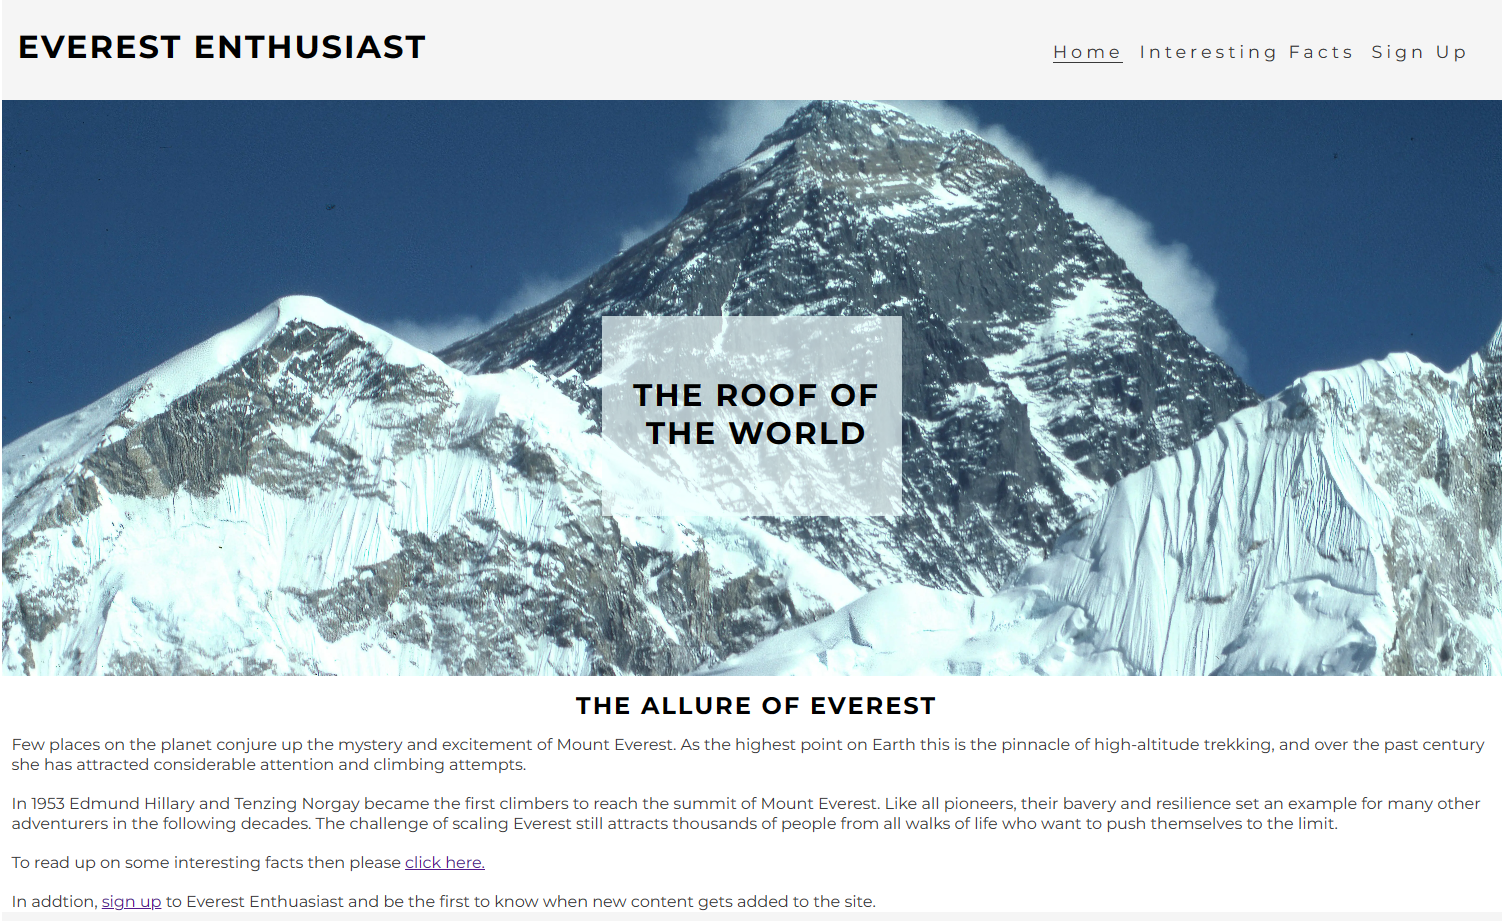 EVEREST ENTHUSIAST
Home Interesting Facts Sign Up
THE ROOF OF
THE WORLD
THE ALLURE OF EVEREST
Few places on the planet conjure up the mystery and excitement of Mount Everest. As the highest point on Earth this is the pinnacle of high-altitude trekking, and over the past century
she has attracted considerable attention and climbing attempts.
In 1953 Edmund Hillary and Tenzing Norgay became the first climbers to reach the summit of Mount Everest. Like all pioneers, their bavery and resilience set an example for many other
adventurers in the following decades. The challenge of scaling Everest still attracts thousands of people from all walks of life who want to push themselves to the limit.
To read up on some interesting facts then please click here.
In addtion, sign up to Everest Enthuasiast and be the first to know when new content gets added to the site.